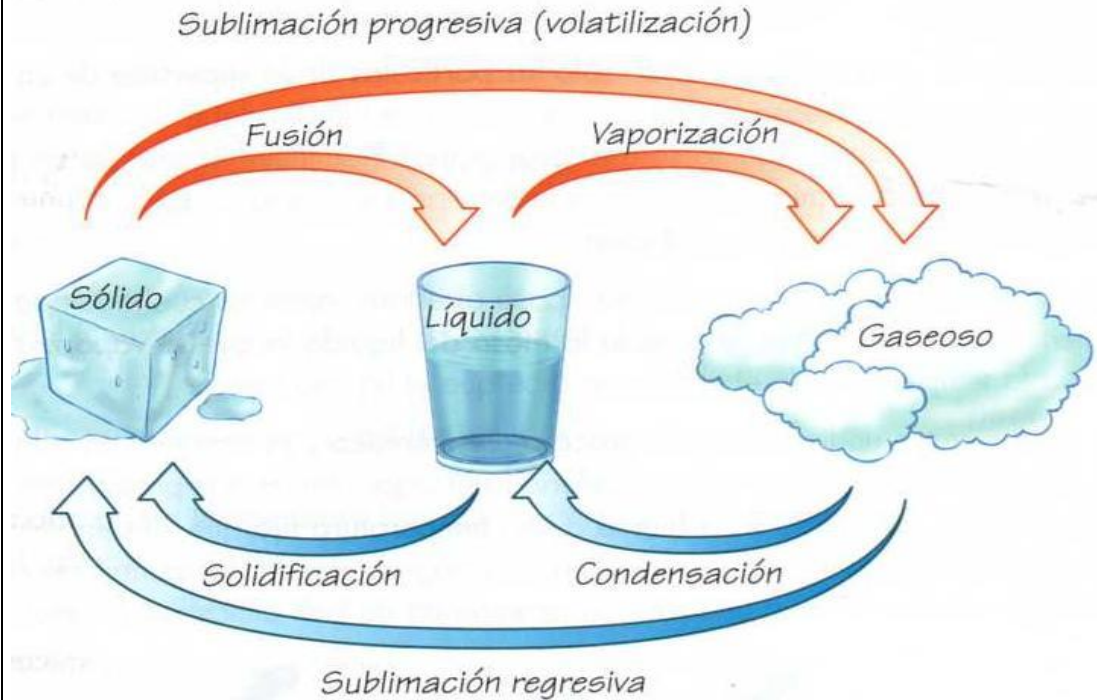 Sublimación progresiva (volatilización)
Fusión
Vaporización
Sólido
Líquido
Gaseoso
Solidificación
Condensación
Sublimación regresiva